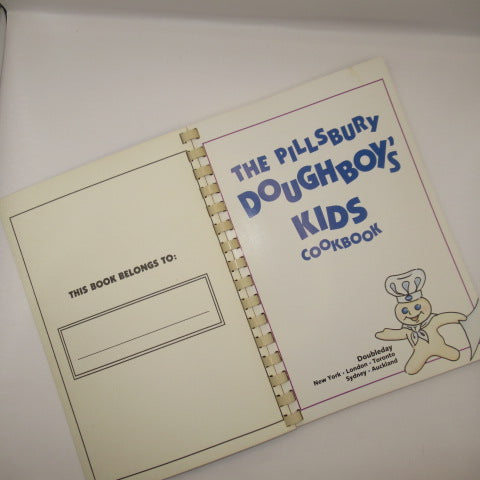 THIS BOOK BELONGS TO:
THE PILLSBURY
DOUGHBOY'S
KIDS
COOKBOOK
Doubleday
New York • London • Toronto
Sydney • Auckland